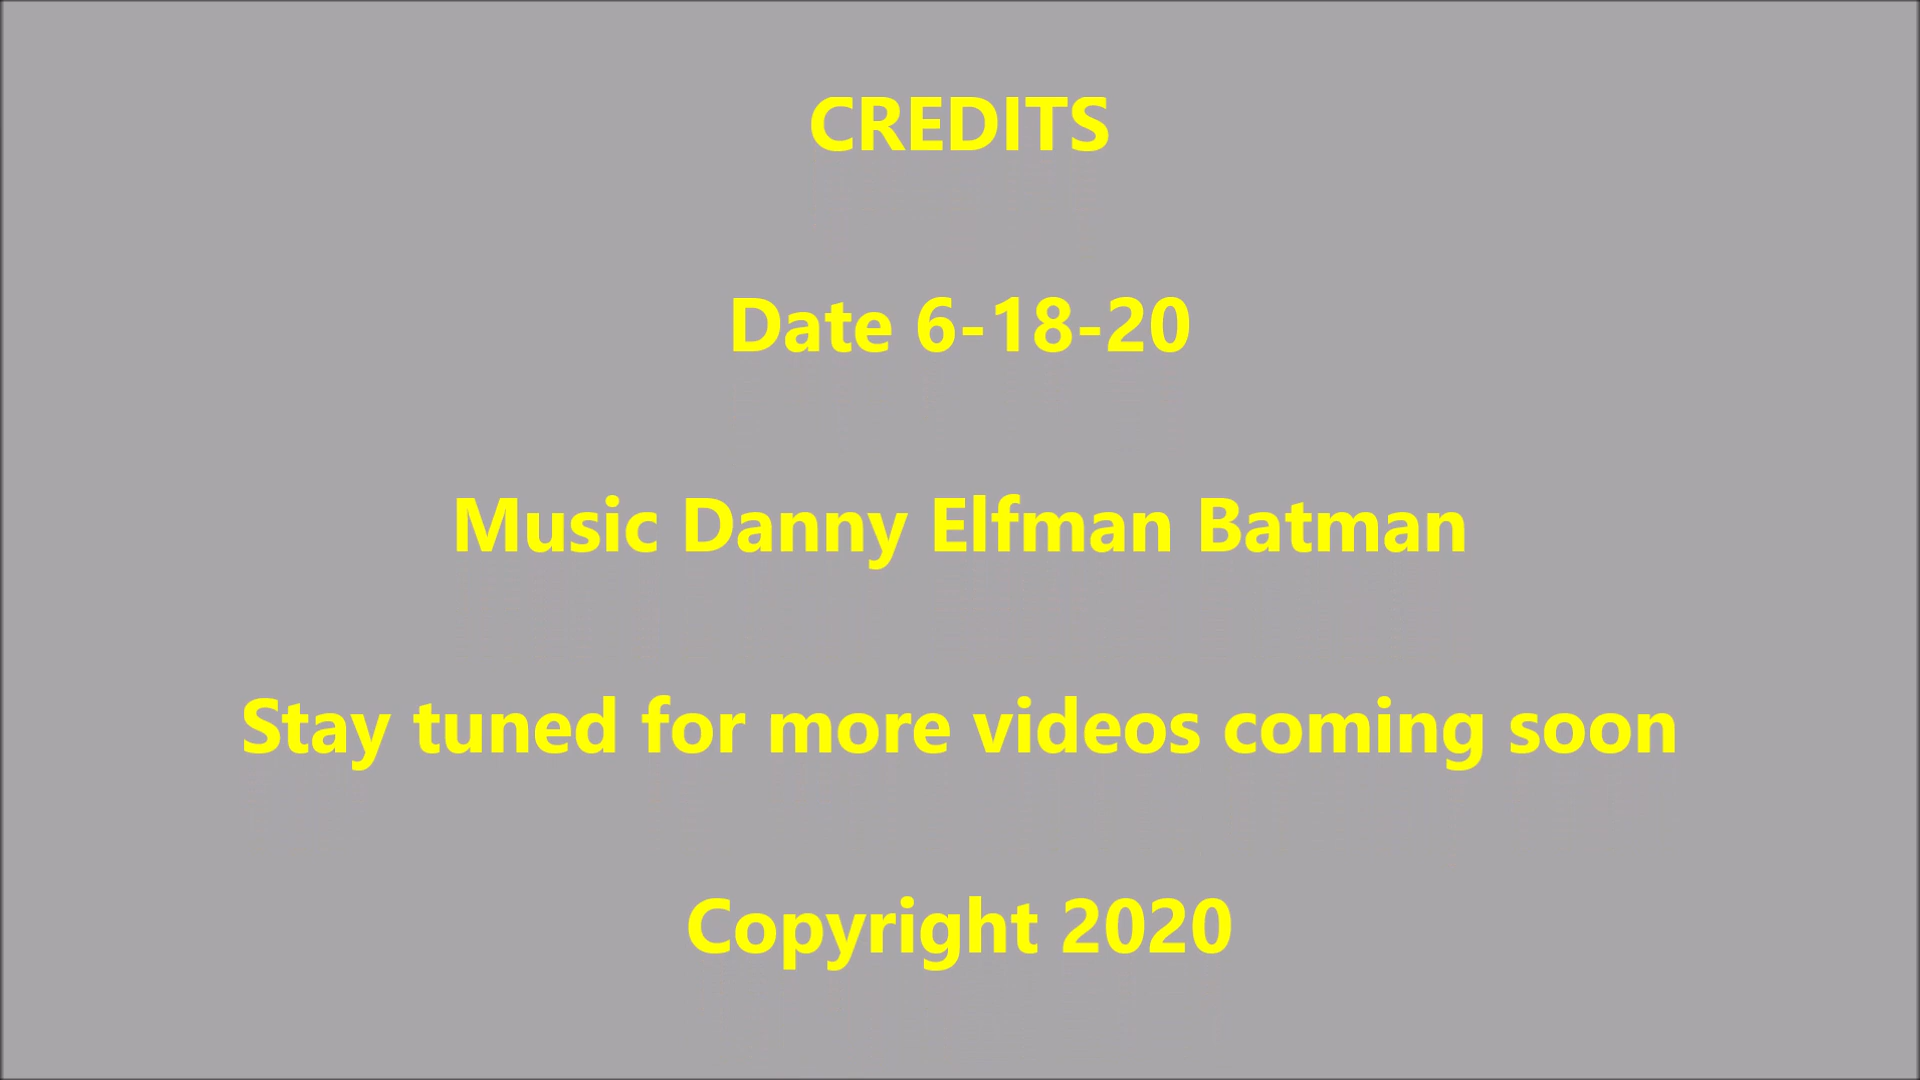 CREDITS
Date 6-18-20
Music Danny Elfman Batman
Stay tuned for more videos coming soon
Copyright 2020